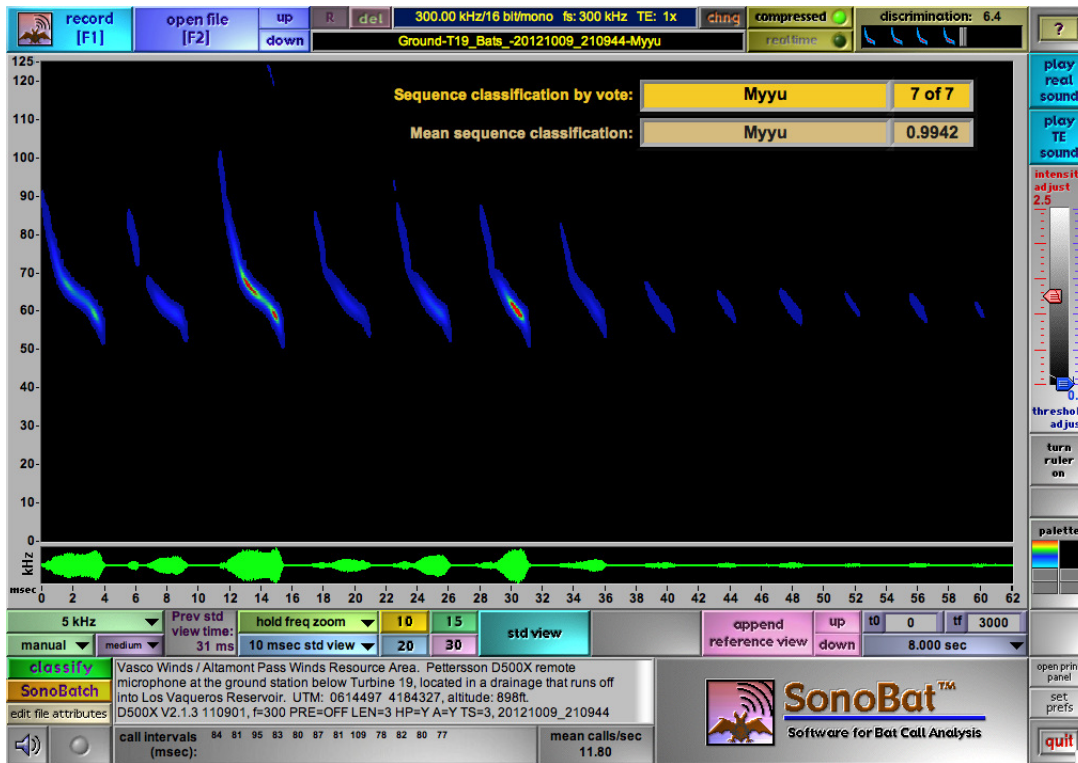 record
[F1]
open file
[F2]
up
down
R
del
300.00 kHz/16 bit/mono fs: 300 kHz TE: 1x
chng
Ground-T19_Bats_-20121009_210944-Myyu
compressed
realtime
discrimination: 6.4
?
Sequence classification by vote: Myyu 7 of 7
Mean sequence classification: Myyu 0.9942
125
120
110
100
90
80
70
60
50
40
30
20
10
0
kHz
msec
0 2 4 6 8 10 12 14 16 18 20 22 24 26 28 30 32 34 36 38 40 42 44 46 48 50 52 54 56 58 60 62
play
real
sound
play
TE
sound
intensit
adjust
2.5
0.
threshol
adjus
turn
ruler
on
palette
5 kHz
manual
medium
Prev std
view time:
31 ms
hold freq zoom
10 msec std view
10
15
20
30
std view
append
reference view
up
down
t0 0 tf 3000
8.000 sec
classify
SonoBatch
edit file attributes
Vasco Winds / Altamont Pass Winds Resource Area. Pettersson D500X remote
microphone at the ground station below Turbine 19, located in a drainage that runs off
into Los Vaqueros Reservoir. UTM: 0614497 4184327, altitude: 898ft.
D500X V2.1.3 110901, f=300 PRE=OFF LEN=3 HP=Y A=Y TS=3, 20121009_210944
call intervals
(msec):
84 81 95 83 80 87 81 109 78 82 80 77
mean calls/sec
11.80
SonoBat™
Software for Bat Call Analysis
open prin
panel
set
prefs
quit